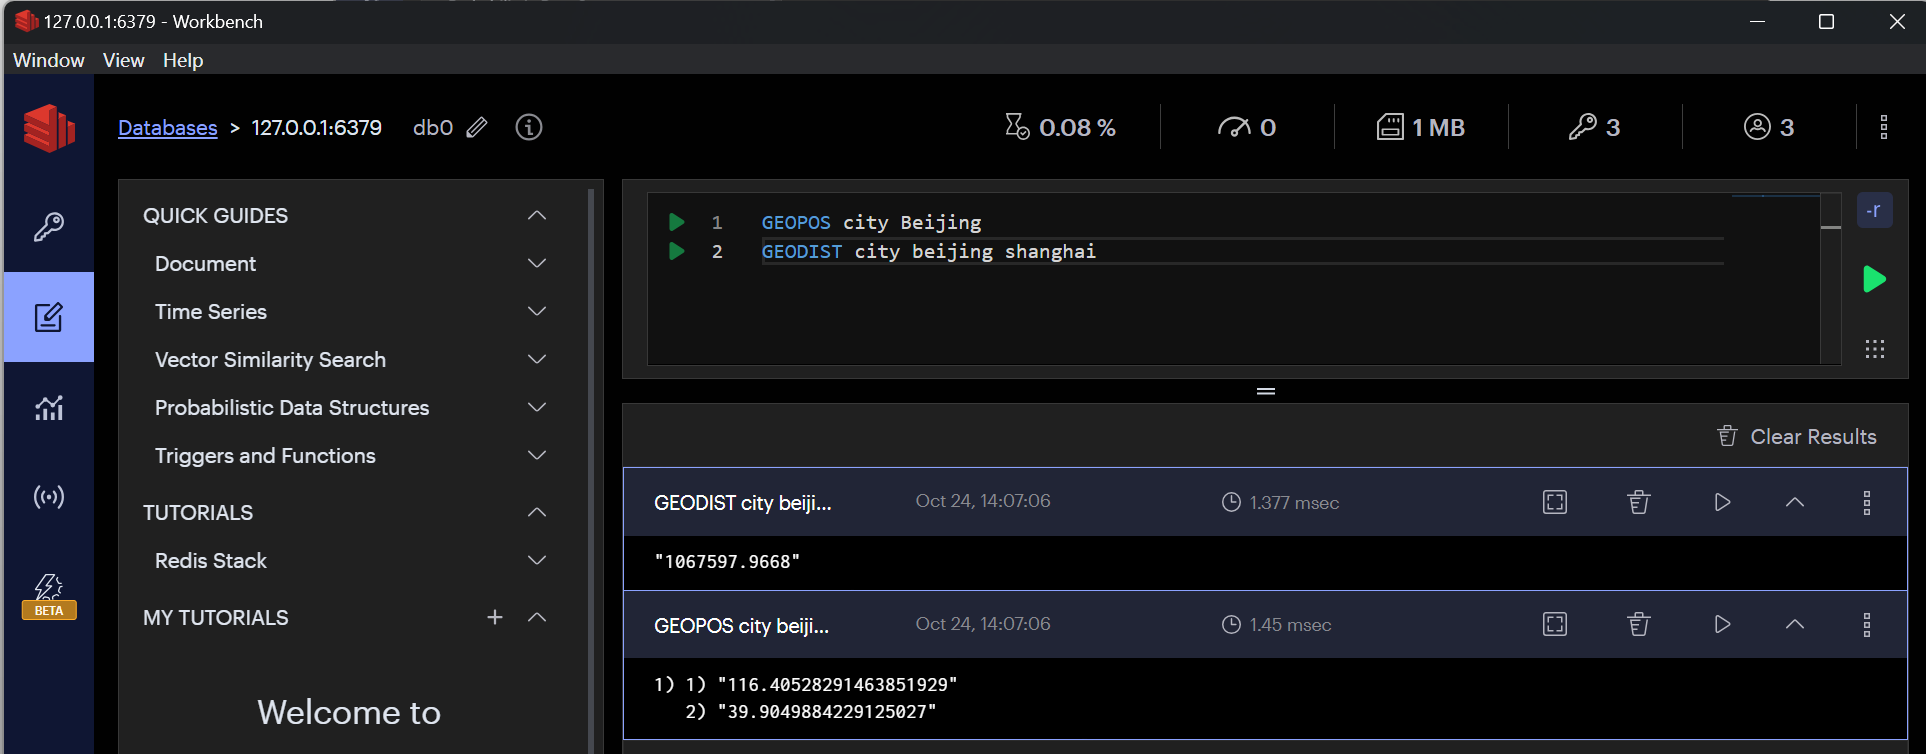 127.0.0.1:6379 - Workbench
Window View Help
Databases > 127.0.0.1:6379 db0 0.08 % 0 1 MB 3 3
QUICK GUIDES
Document
Time Series
Vector Similarity Search
Probabilistic Data Structures
Triggers and Functions
TUTORIALS
Redis Stack
MY TUTORIALS
Welcome to
BETA
1 GEOPOS city Beijing
2 GEODIST city beijing shanghai
-r
Clear Results
GEODIST city beiji... Oct 24, 14:07:06 1.377 msec
"1067597.9668"
GEOPOS city beiji... Oct 24, 14:07:06 1.45 msec
1) 1) "116.40528291463851929"
2) "39.9049884229125027"